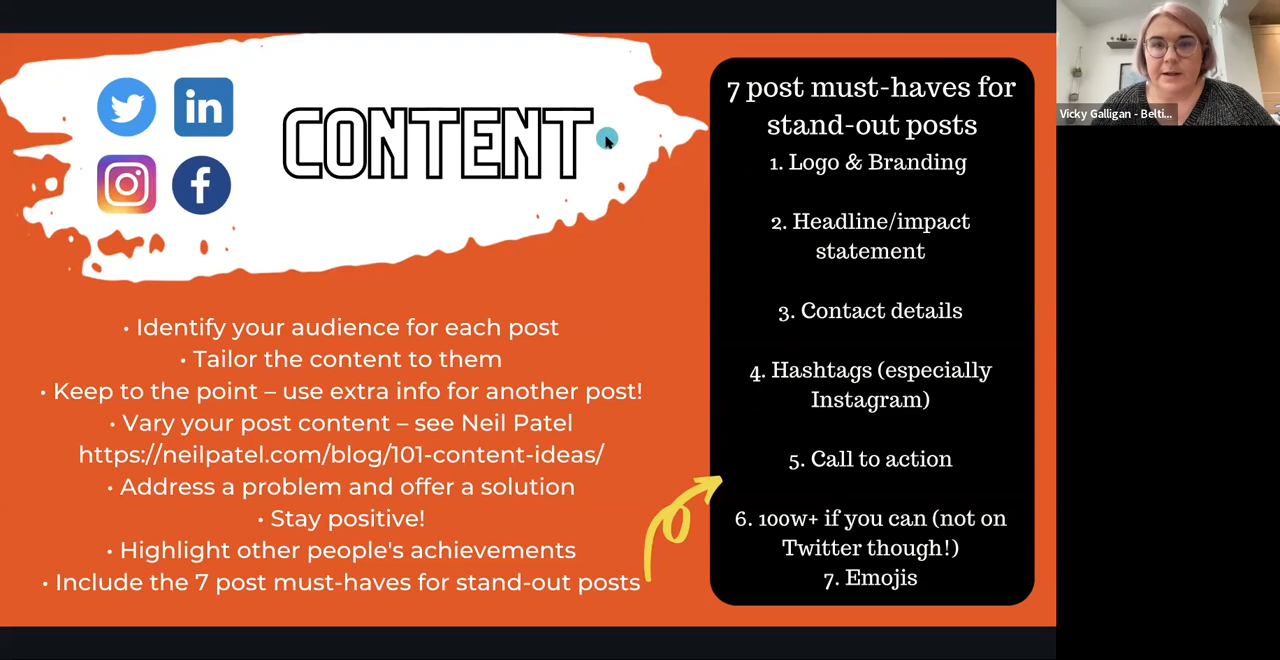 in
f
CONTENT
• Identify your audience for each post
• Tailor the content to them
• Keep to the point – use extra info for another post!
• Vary your post content – see Neil Patel
https://neilpatel.com/blog/101-content-ideas/
• Address a problem and offer a solution
• Stay positive!
• Highlight other people's achievements
• Include the 7 post must-haves for stand-out posts
7 post must-haves for
stand-out posts
1. Logo & Branding
2. Headline/impact
statement
3. Contact details
4. Hashtags (especially
Instagram)
5. Call to action
6. 100w+ if you can (not on
Twitter though!)
7. Emojis
Vicky Galligan - Belti...